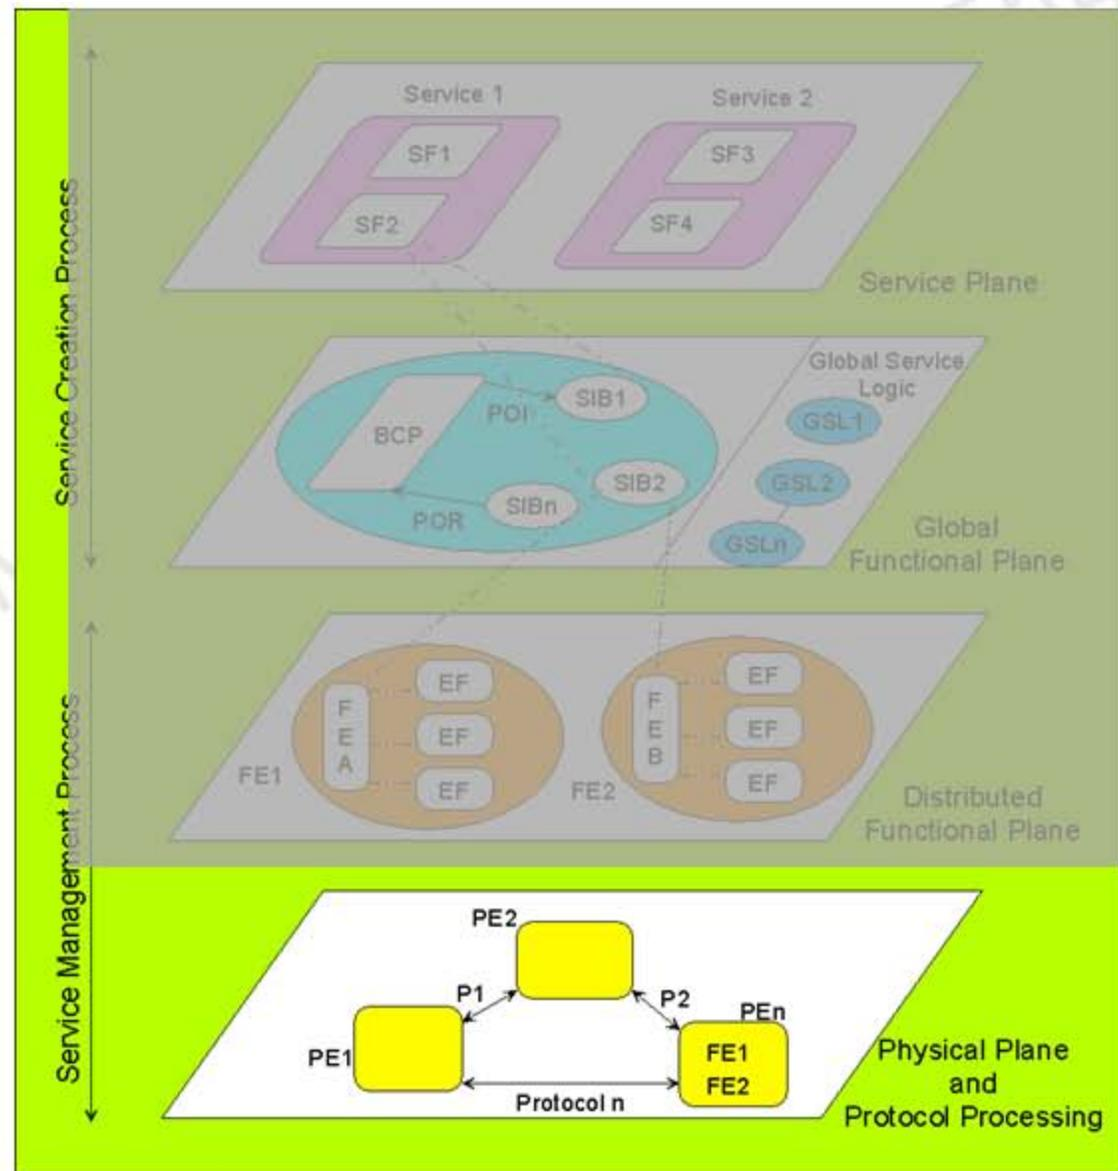 Service Creation Process
Service Management Process
Service 1
Service 2
SF1
SF2
SF3
SF4
Service Plane
BCP
POI
POR
SIB1
SIB2
SIBn
Global Service
Logic
GSL1
GSL2
GSLn
Global
Functional Plane
FE1
F
E
A
EF
EF
EF
FE2
F
E
B
EF
EF
EF
Distributed
Functional Plane
PE2
P1
P2
PE1
PEn
FE1
FE2
Protocol n
Physical Plane
and
Protocol Processing